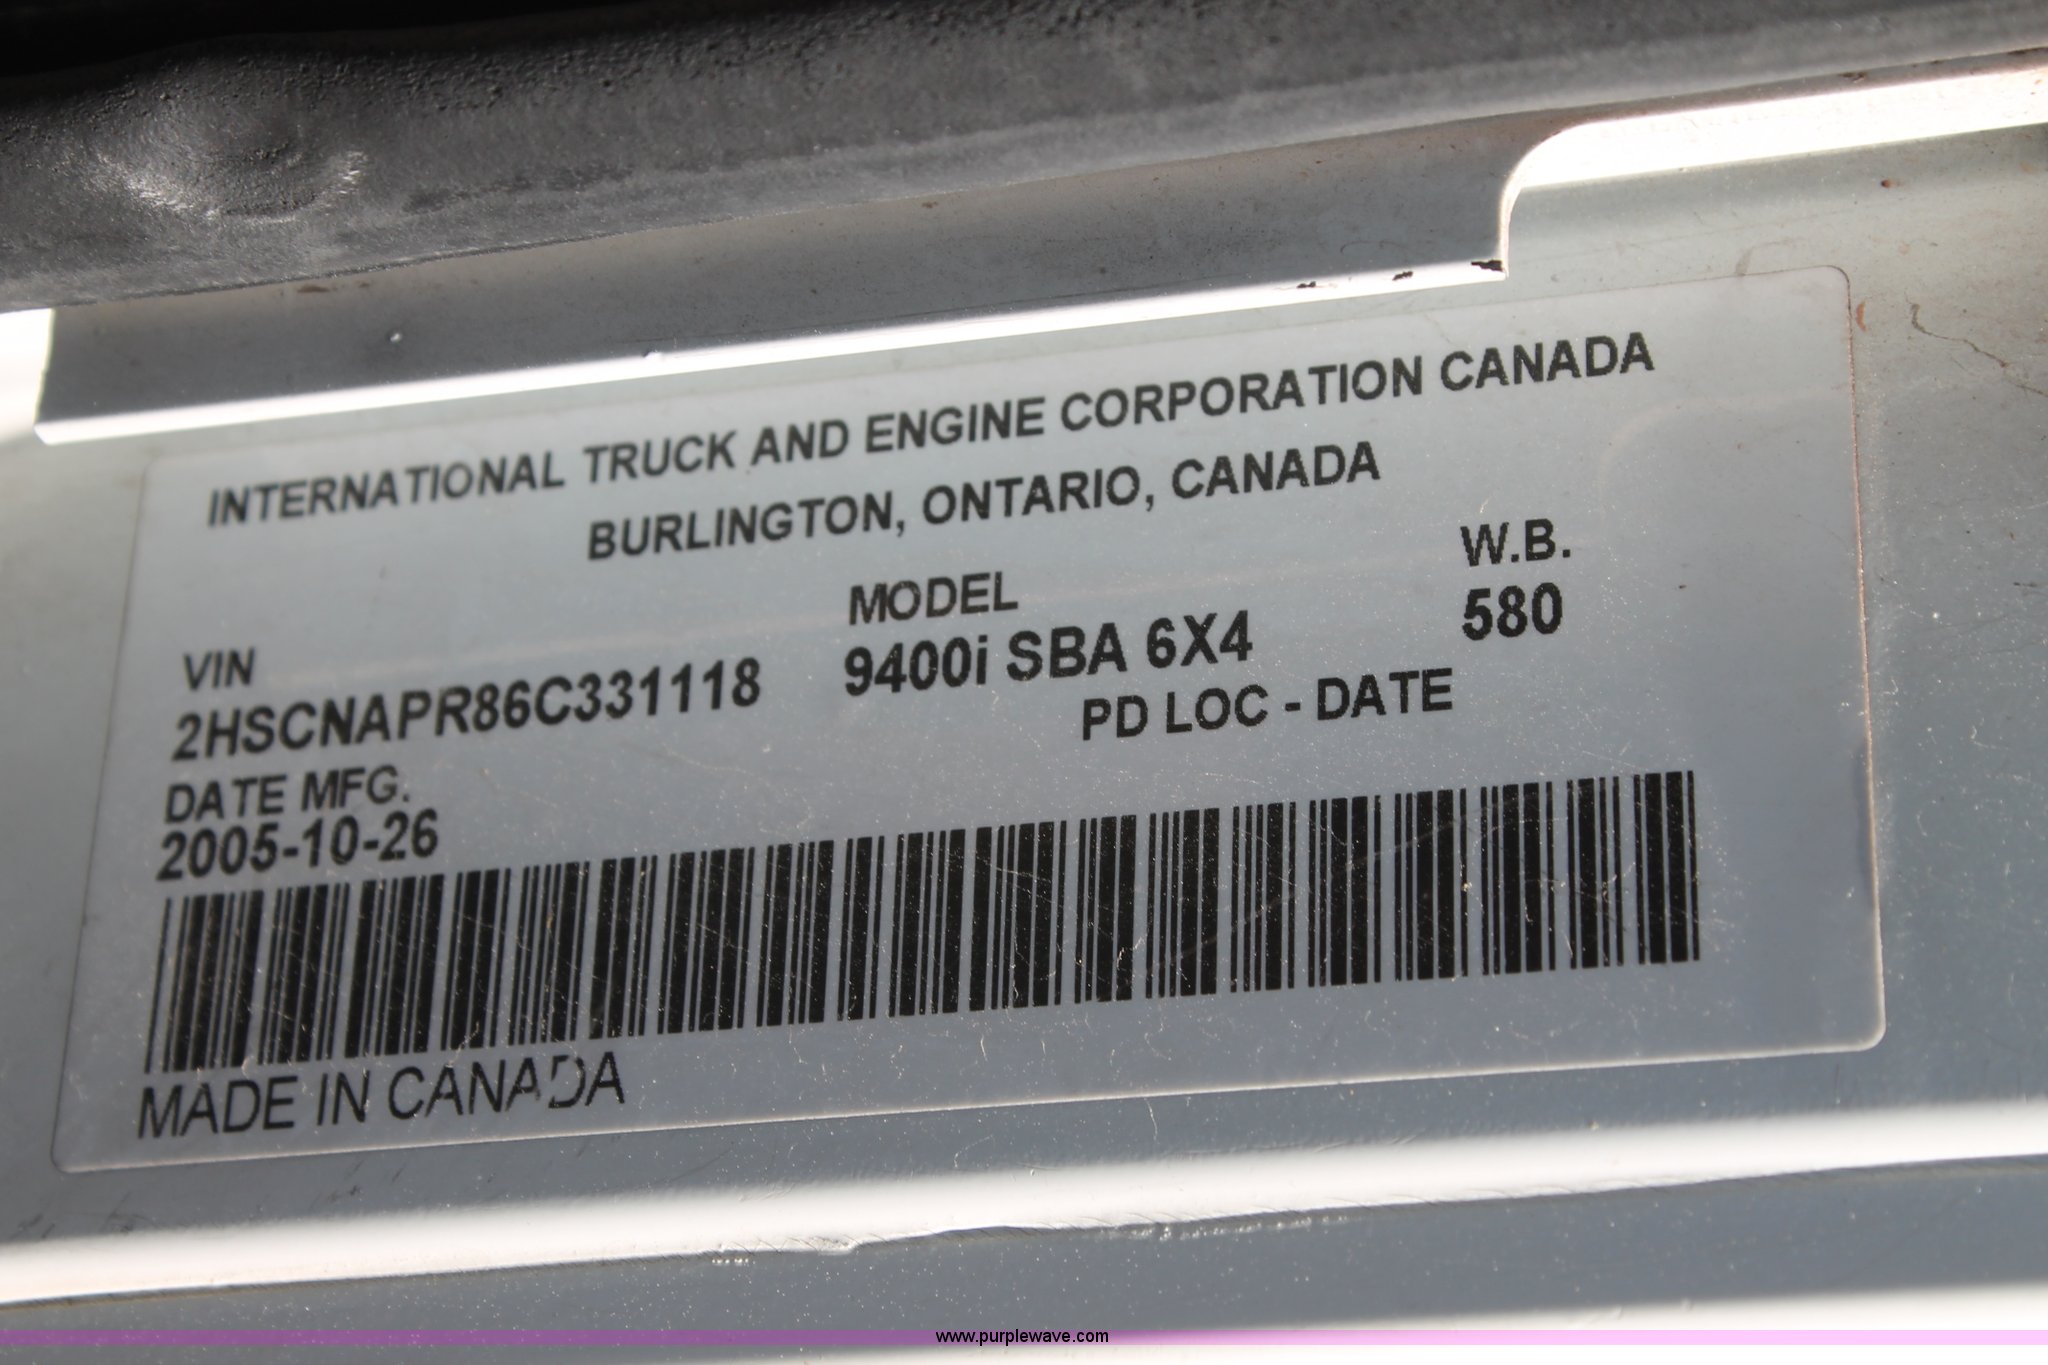 INTERNATIONAL TRUCK AND ENGINE CORPORATION CANADA
BURLINGTON, ONTARIO, CANADA
VIN MODEL W.B.
2HSCNAPR86C331118 9400i SBA 6X4 580
DATE MFG. PD LOC - DATE
2005-10-26
MADE IN CANADA
www.purplewave.com